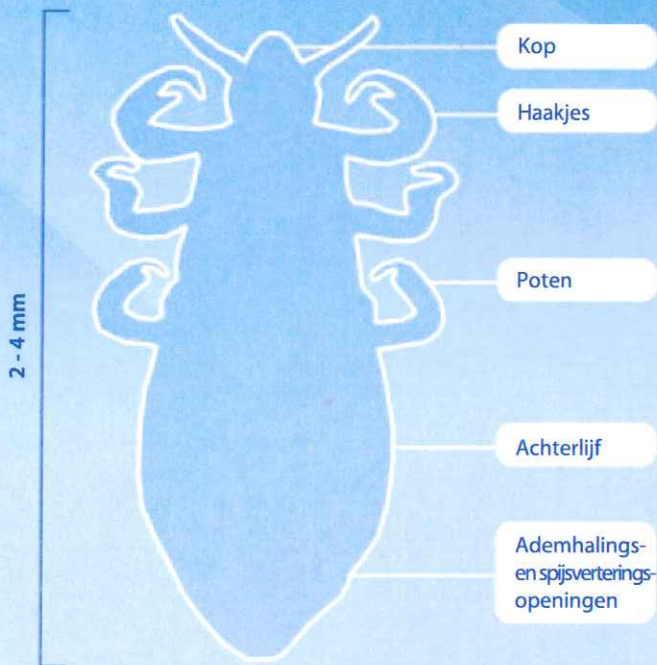 Kop
Haakjes
Poten
2 - 4 mm
Achterlijf
Ademhalings-
en spijsverterings-
openingen